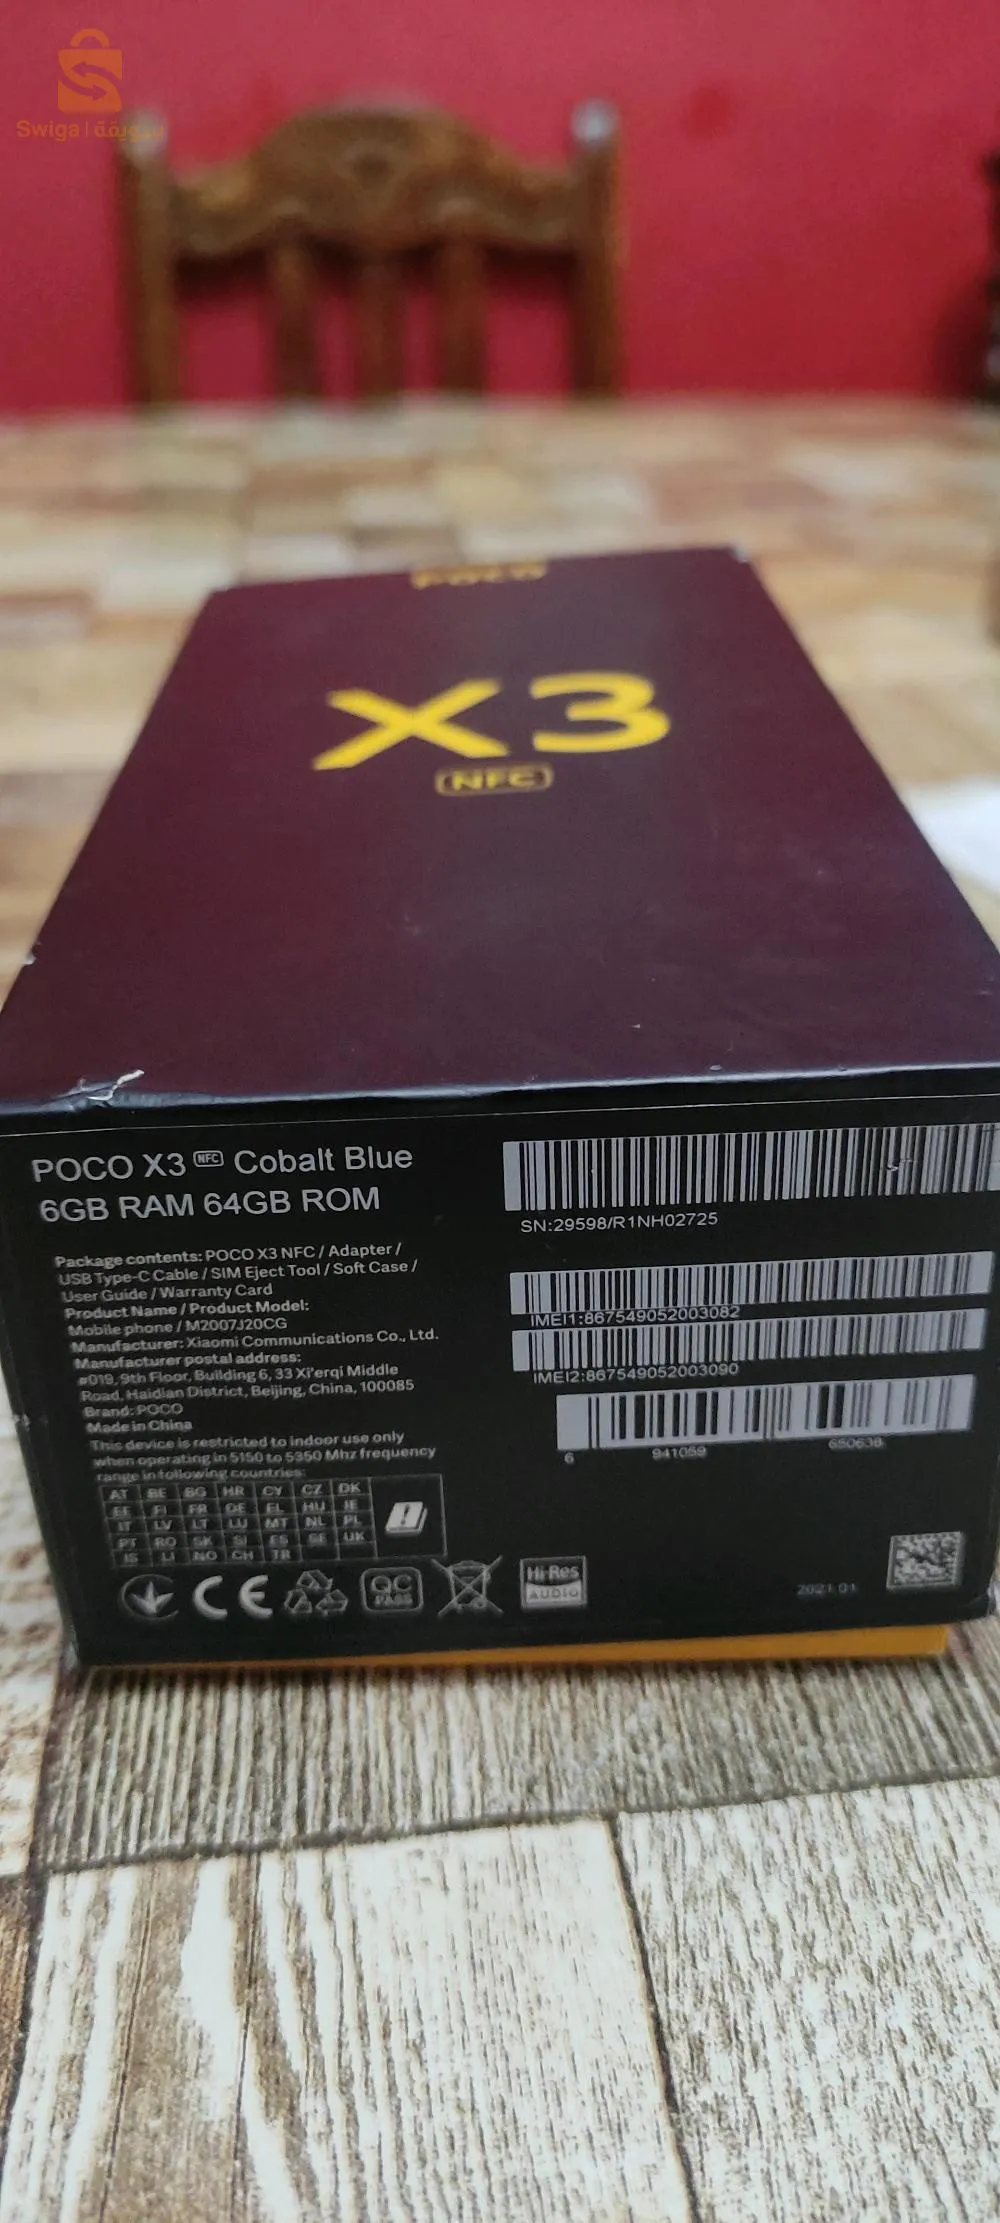 Swiga | سويقة
POCO
X3
NFC
POCO X3 NFC Cobalt Blue
6GB RAM 64GB ROM
Package contents: POCO X3 NFC / Adapter /
USB Type-C Cable / SIM Eject Tool / Soft Case /
User Guide / Warranty Card
Product Name / Product Model:
Mobile phone / M2007J20CG
Manufacturer: Xiaomi Communications Co., Ltd.
Manufacturer postal address:
#019, 9th Floor, Building 6, 33 Xi'erqi Middle
Road, Haidian District, Beijing, China, 100085
Brand: POCO
Made in China
This device is restricted to indoor use only
when operating in 5150 to 5350 Mhz frequency
range in following countries:
AT BE BG HR CY CZ DK
EE FI FR DE EL HU IE
IT LV LT LU MT NL PL
PT RO SK SI ES SE UK
IS LI NO CH TR
CE
QC
PASS
Hi-Res
AUDIO
SN:29598/R1NH02725
IMEI1:867549052003082
IMEI2:867549052003090
6 941059 650638
2021.01